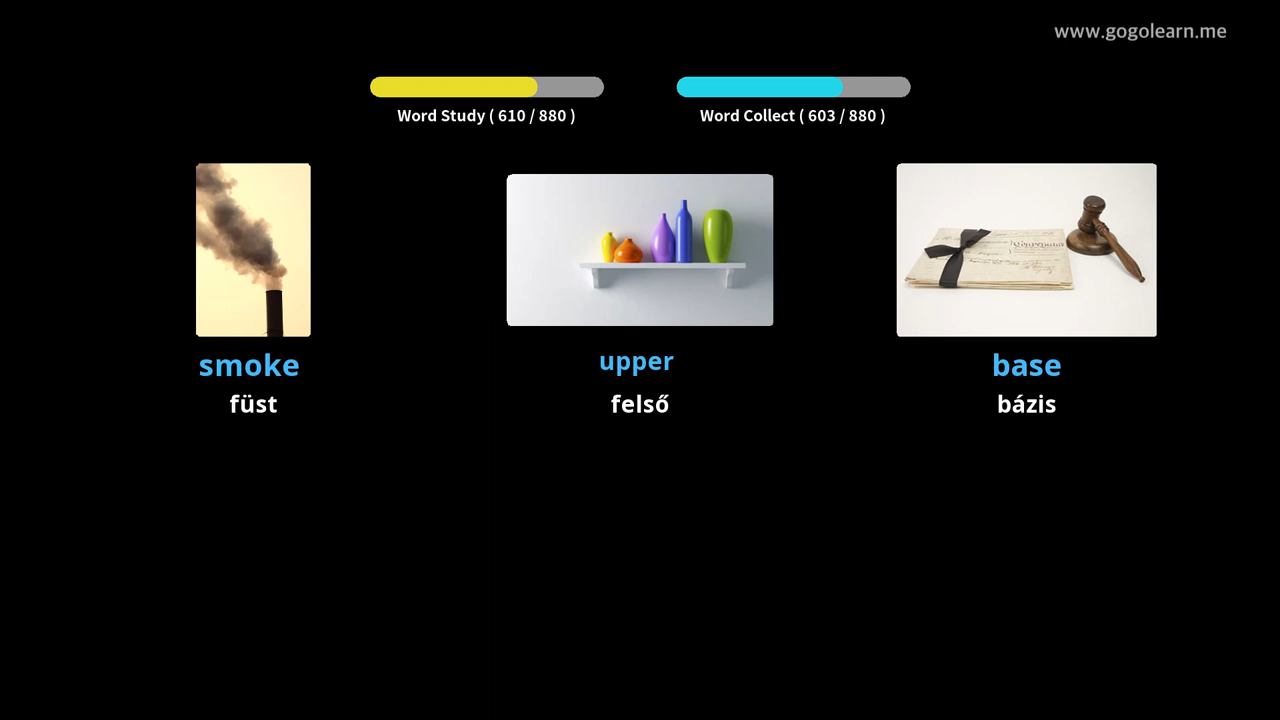 www.gogolearn.me
Word Study ( 610 / 880 )
Word Collect ( 603 / 880 )
smoke
füst
upper
felső
base
bázis